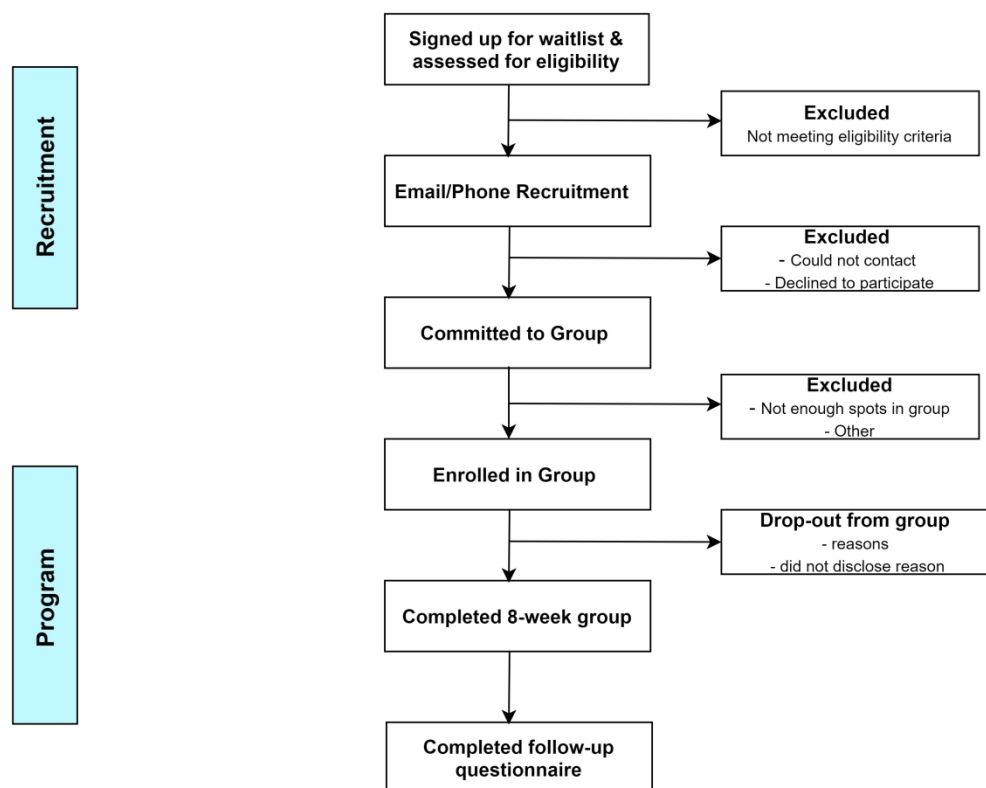 Signed up for waitlist &
assessed for eligibility
Recruitment
Excluded
Not meeting eligibility criteria
Email/Phone Recruitment
Excluded
- Could not contact
- Declined to participate
Committed to Group
Excluded
- Not enough spots in group
- Other
Enrolled in Group
Program
Drop-out from group
- reasons
- did not disclose reason
Completed 8-week group
Completed follow-up
questionnaire